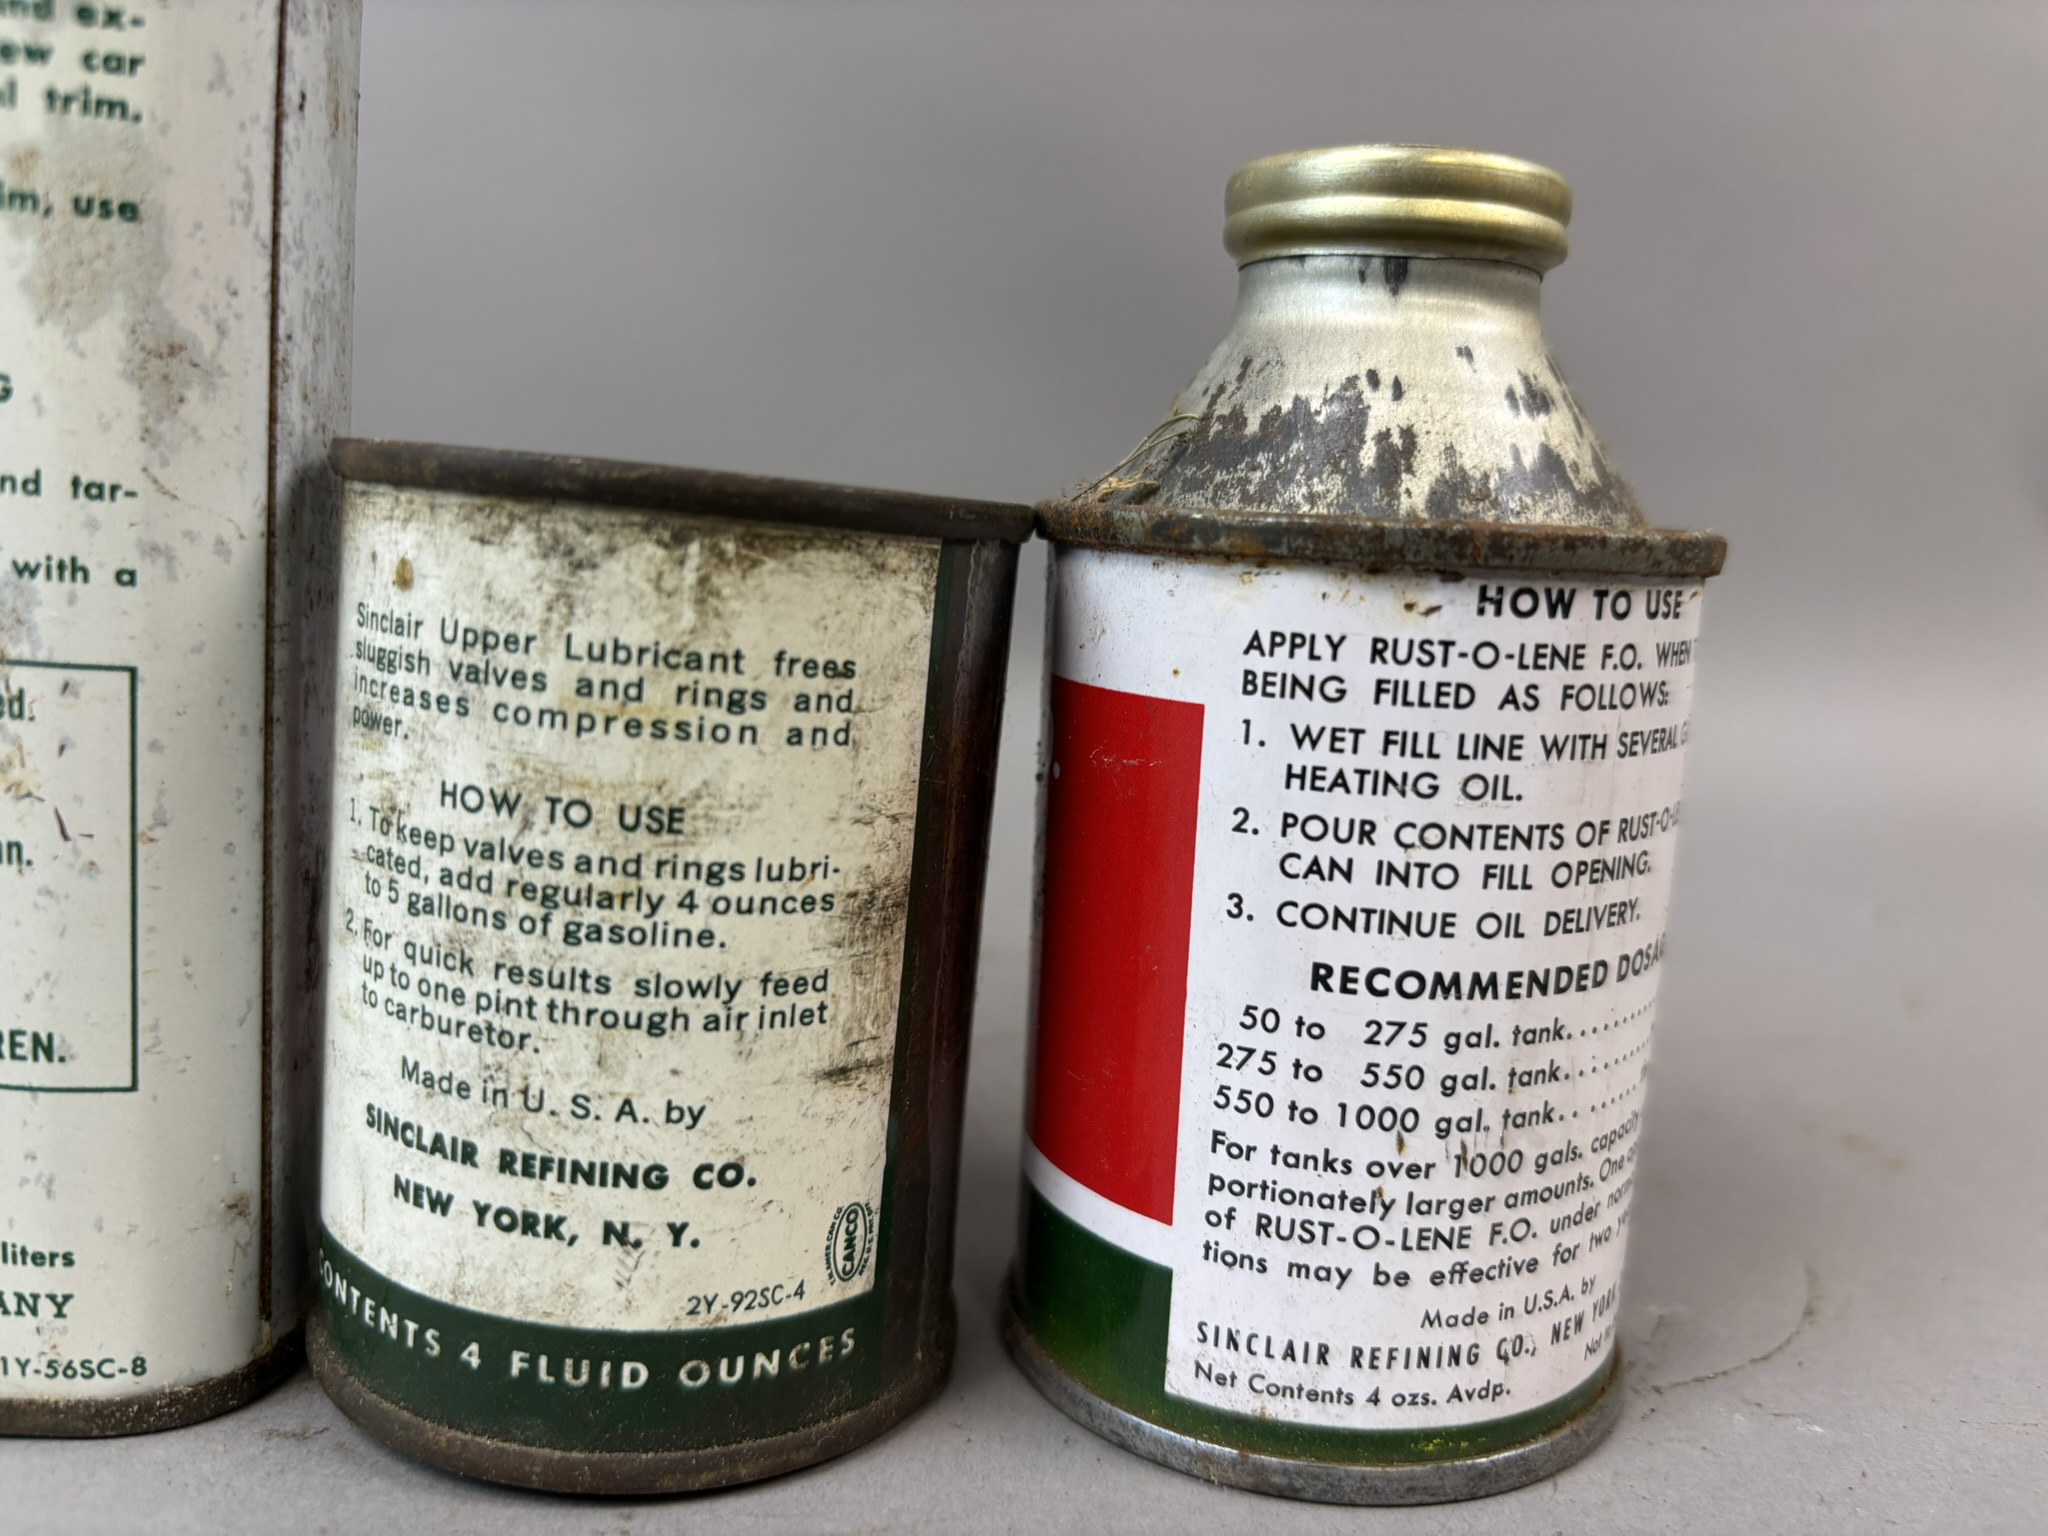 and ex-
car
trim.
use
tar-
with a
liters
1Y-56SC-8
Sinclair Upper Lubricant frees
sluggish valves and rings and
increases compression and
power.
HOW TO USE
1. To keep valves and rings lubri-
cated, add regularly 4 ounces
to 5 gallons of gasoline.
2. For quick results slowly feed
up to one pint through air inlet
to carburetor.
Made in U. S. A. by
SINCLAIR REFINING CO.
NEW YORK, N. Y.
CANCO
2Y-92SC-4
CONTENTS 4 FLUID OUNCES
HOW TO USE
APPLY RUST-O-LENE F.O. WHEN
BEING FILLED AS FOLLOWS:
1. WET FILL LINE WITH SEVERAL
HEATING OIL.
2. POUR CONTENTS OF RUST-O-
CAN INTO FILL OPENING.
3. CONTINUE OIL DELIVERY.
RECOMMENDED
50 to 275 gal. tank..........
275 to 550 gal. tank..........
550 to 1000 gal. tank.........
For tanks over 1000 gals. capacity
portionately larger amounts. One
of RUST-O-LENE F.O. under
tions may be effective for two
Made in U.S.A. by
SINCLAIR REFINING CO., NEW YORK
Net Contents 4 ozs. Avdp.